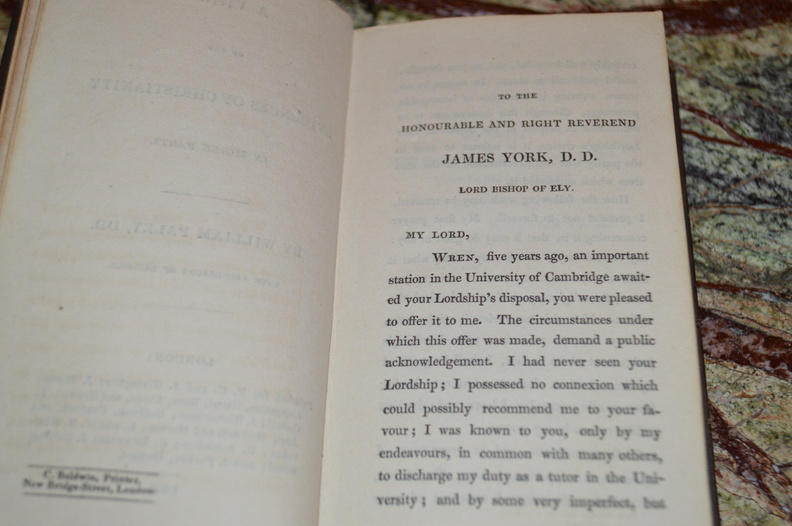 C. Baldwin, Printer,
New Bridge-Street, London
TO THE
HONOURABLE AND RIGHT REVEREND
JAMES YORK, D. D.
LORD BISHOP OF ELY.
MY LORD,
WREN, five years ago, an important
station in the University of Cambridge await-
ed your Lordship's disposal, you were pleased
to offer it to me. The circumstances under
which this offer was made, demand a public
acknowledgement. I had never seen your
Lordship; I possessed no connexion which
could possibly recommend me to your fa-
vour; I was known to you, only by my
endeavours, in common with many others,
to discharge my duty as a tutor in the Uni-
versity; and by some very imperfect, but